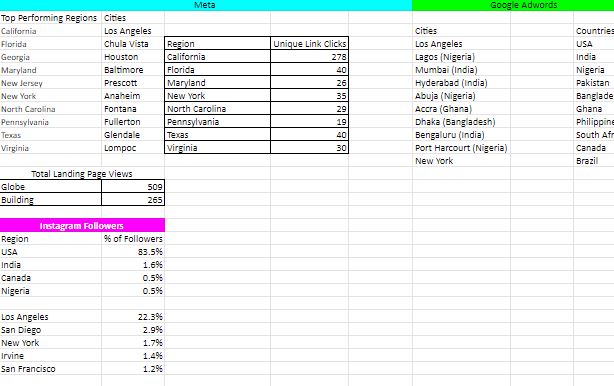 Meta Google Adwords
Top Performing Regions Cities
California Los Angeles Cities Countries
Florida Chula Vista Region Unique Link Clicks Los Angeles USA
Georgia Houston California 278 Lagos (Nigeria) India
Maryland Baltimore Florida 40 Mumbai (India) Nigeria
New Jersey Prescott Maryland 26 Hyderabad (India) Pakistan
New York Anaheim New York 35 Abuja (Nigeria) Banglade
North Carolina Fontana North Carolina 29 Accra (Ghana) Ghana
Pennsylvania Fullerton Pennsylvania 19 Dhaka (Bangladesh) Philippine
Texas Glendale Texas 40 Bengaluru (India) South Afr
Virginia Lompoc Virginia 30 Port Harcourt (Nigeria) Canada
New York Brazil
Total Landing Page Views
Globe 509
Building 265
Instagram Followers
Region % of Followers
USA 83.5%
India 1.6%
Canada 0.5%
Nigeria 0.5%
Los Angeles 22.3%
San Diego 2.9%
New York 1.7%
Irvine 1.4%
San Francisco 1.2%